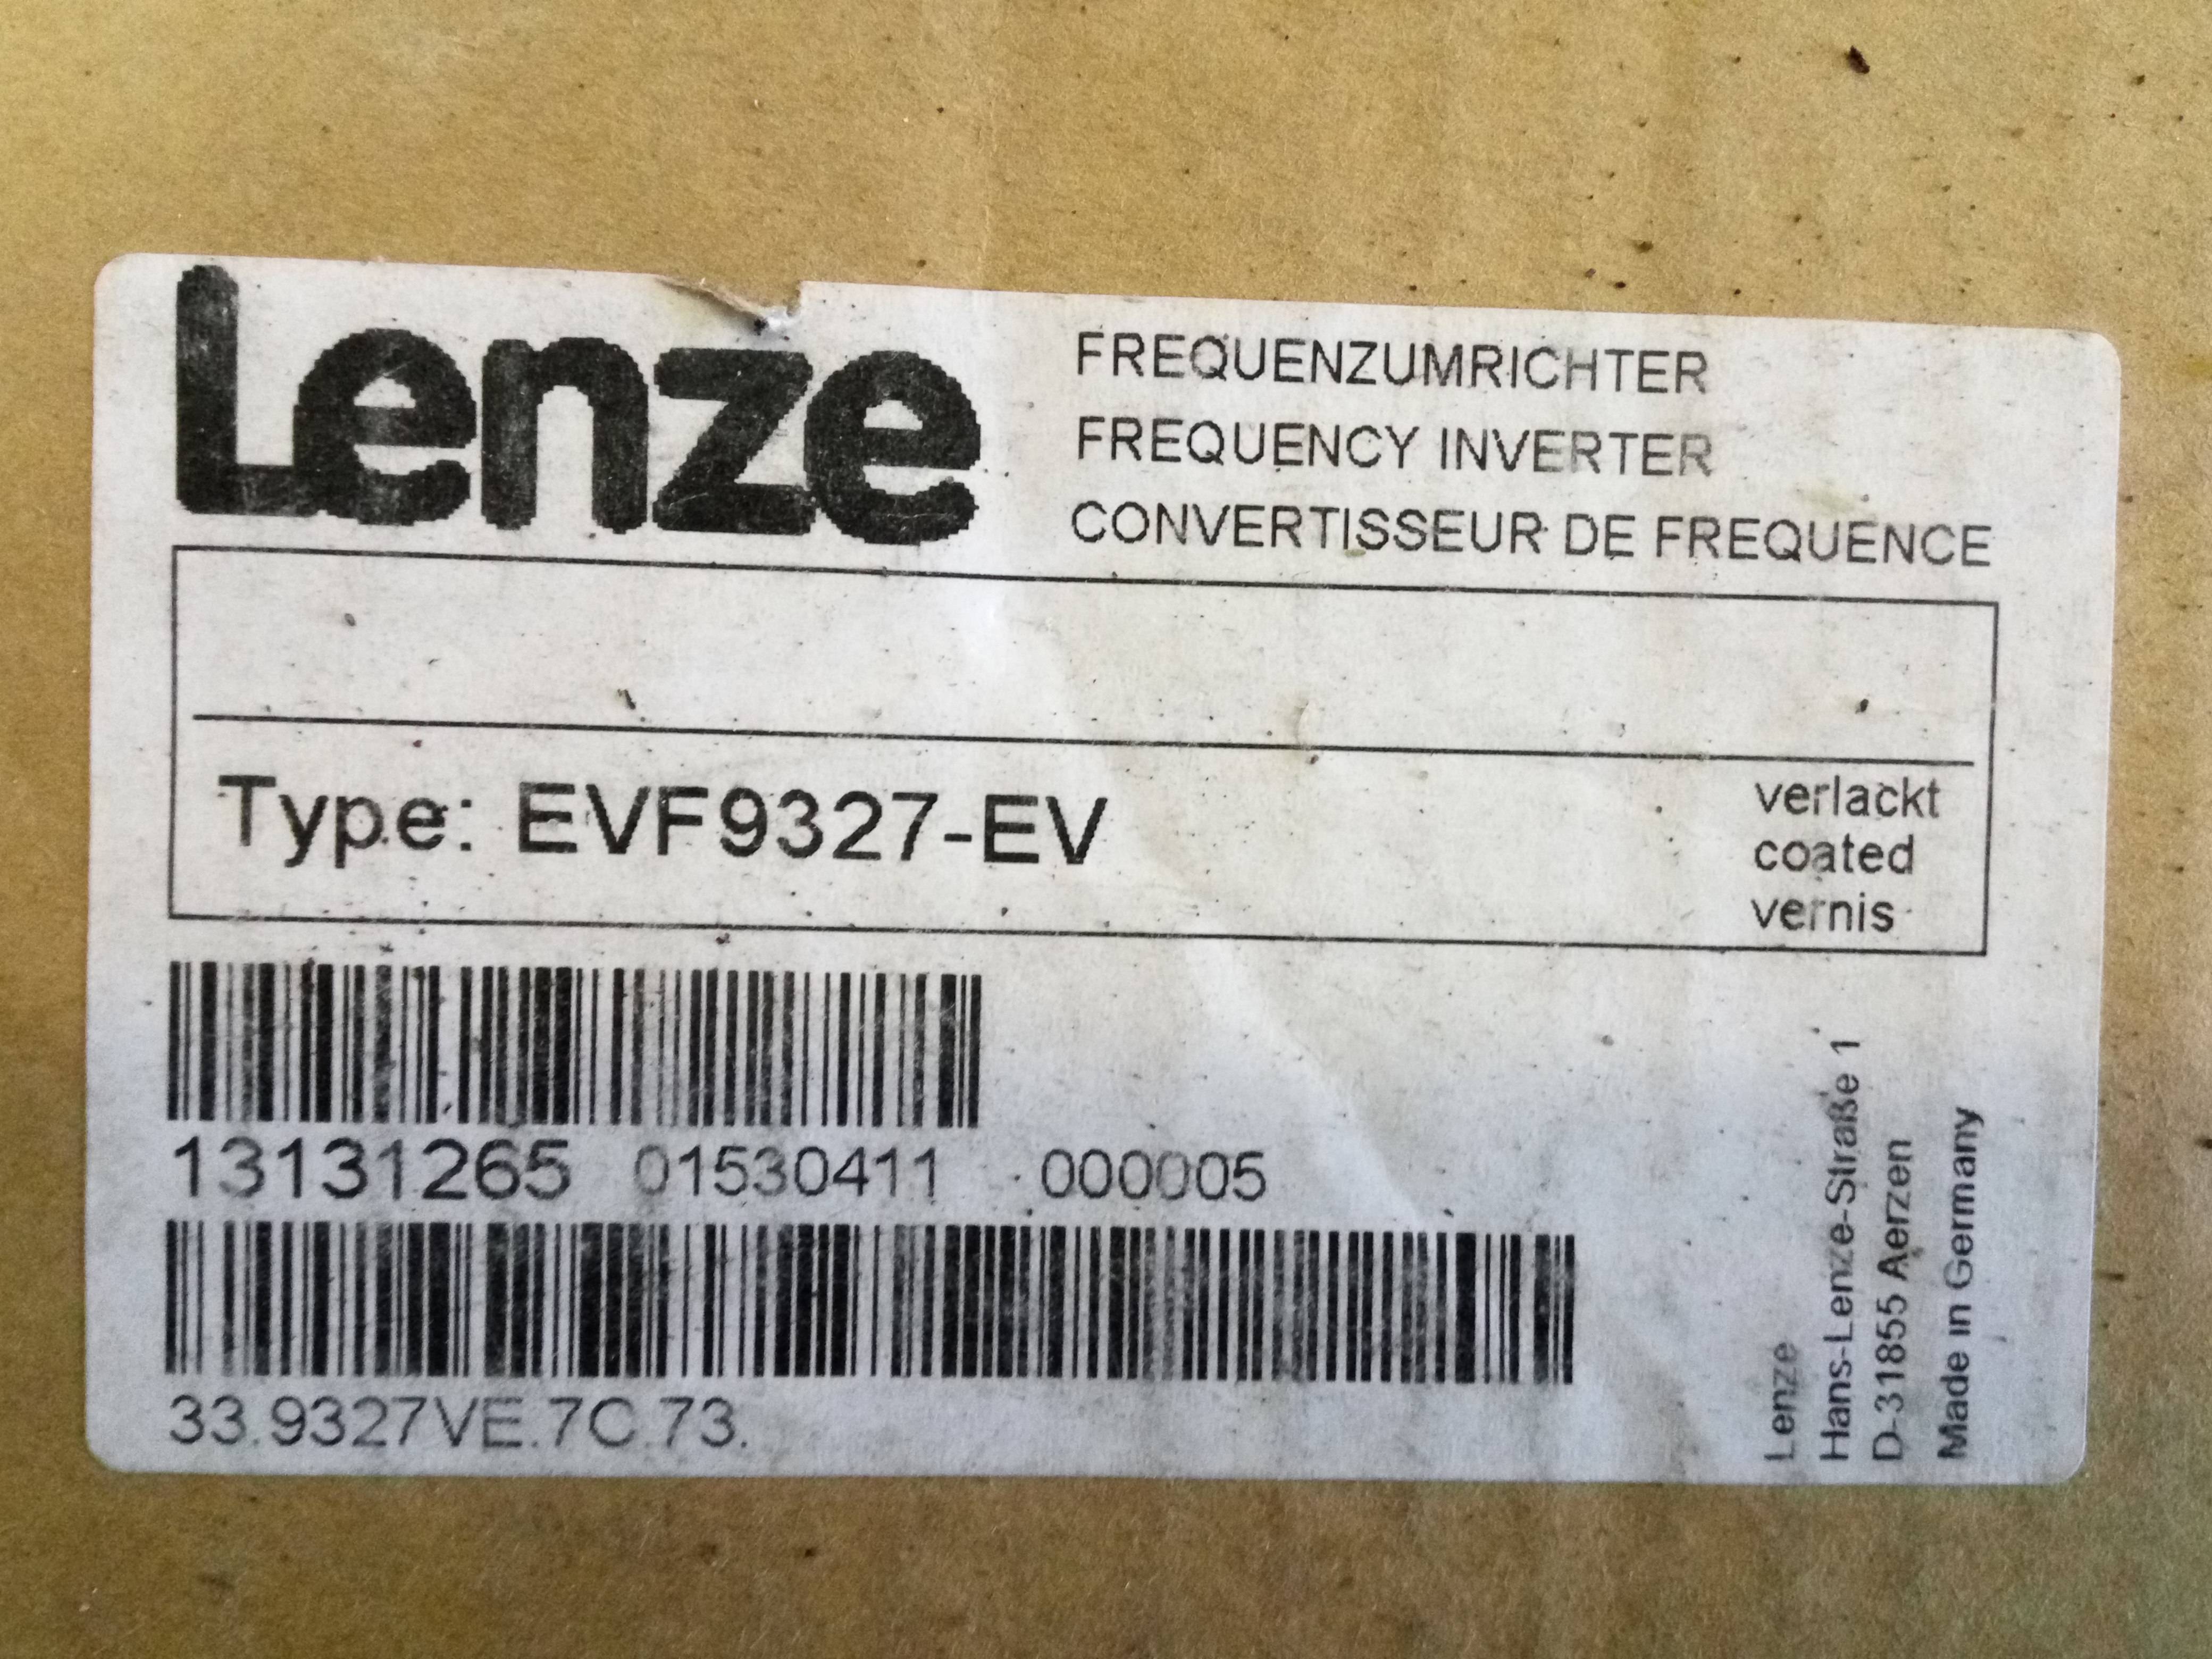 Lenze
FREQUENZUMRICHTER
FREQUENCY INVERTER
CONVERTISSEUR DE FREQUENCE
Type: EVF9327-EV
verlackt
coated
vernis
13131265 01530411 000005
33.9327VE.7C.73.
Lenze
Hans-Lenze-Straße 1
D-31855 Aerzen
Made in Germany